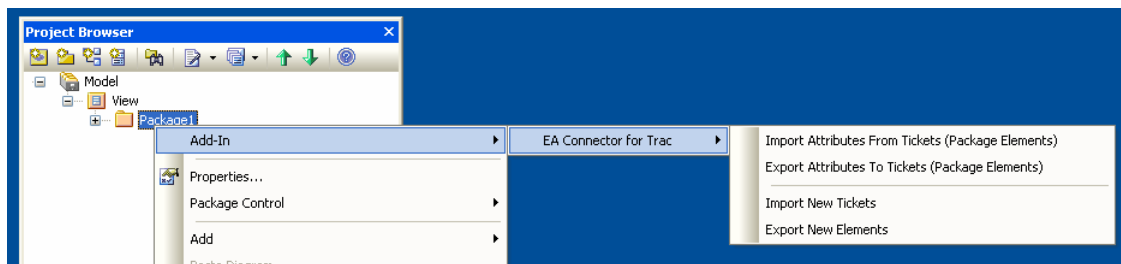 Project Browser
Model
View
Package1
Add-In
EA Connector for Trac
Import Attributes From Tickets (Package Elements)
Export Attributes To Tickets (Package Elements)
Properties...
Package Control
Import New Tickets
Export New Elements
Add